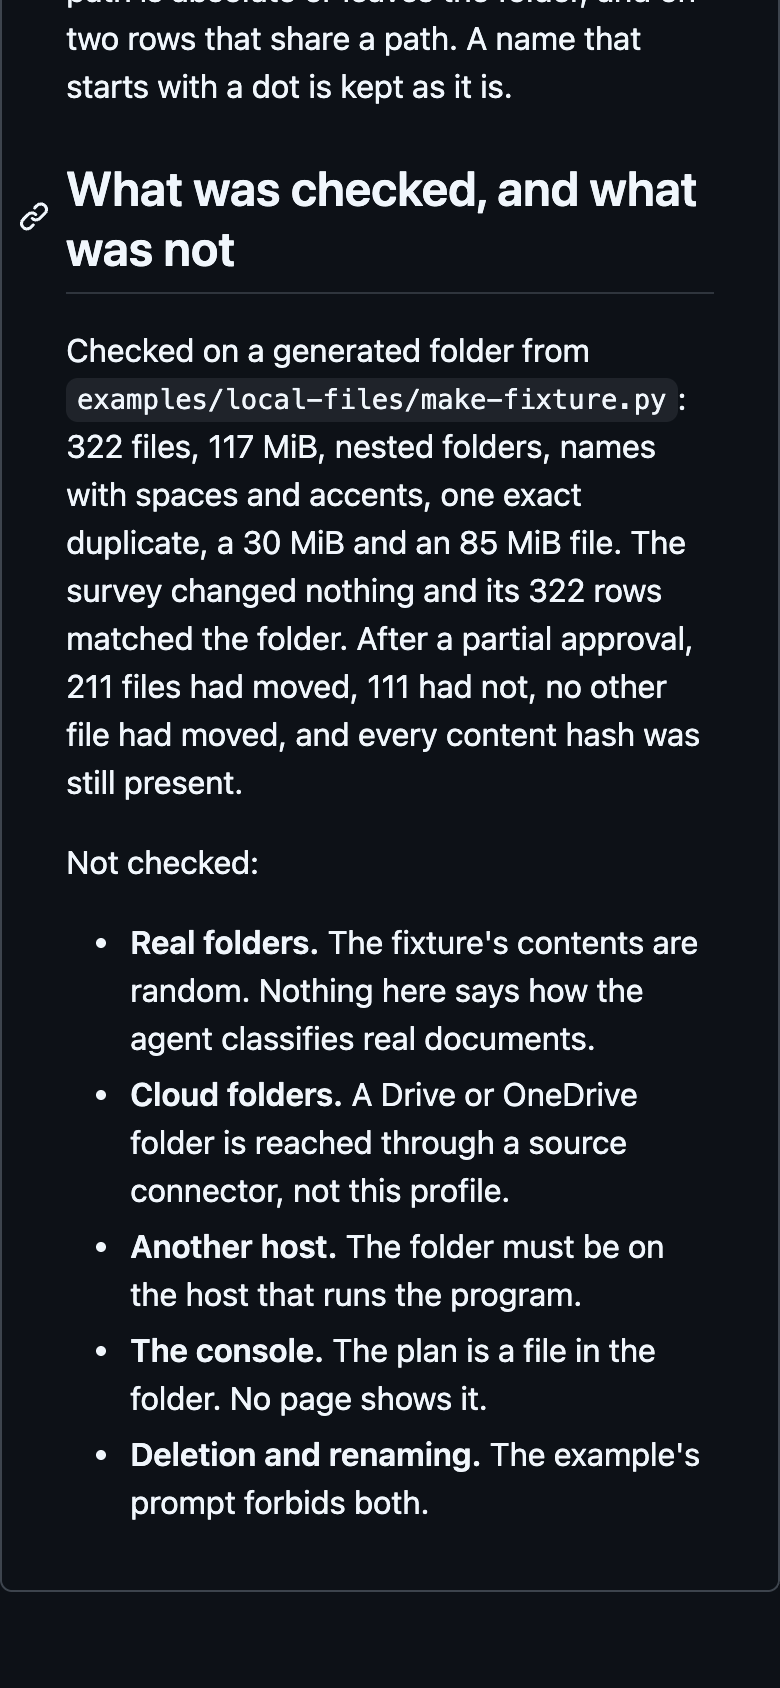 two rows that share a path. A name that
starts with a dot is kept as it is.
What was checked, and what
was not
Checked on a generated folder from
examples/local-files/make-fixture.py:
322 files, 117 MiB, nested folders, names
with spaces and accents, one exact
duplicate, a 30 MiB and an 85 MiB file. The
survey changed nothing and its 322 rows
matched the folder. After a partial approval,
211 files had moved, 111 had not, no other
file had moved, and every content hash was
still present.
Not checked:
• Real folders. The fixture's contents are
random. Nothing here says how the
agent classifies real documents.
• Cloud folders. A Drive or OneDrive
folder is reached through a source
connector, not this profile.
• Another host. The folder must be on
the host that runs the program.
• The console. The plan is a file in the
folder. No page shows it.
• Deletion and renaming. The example's
prompt forbids both.